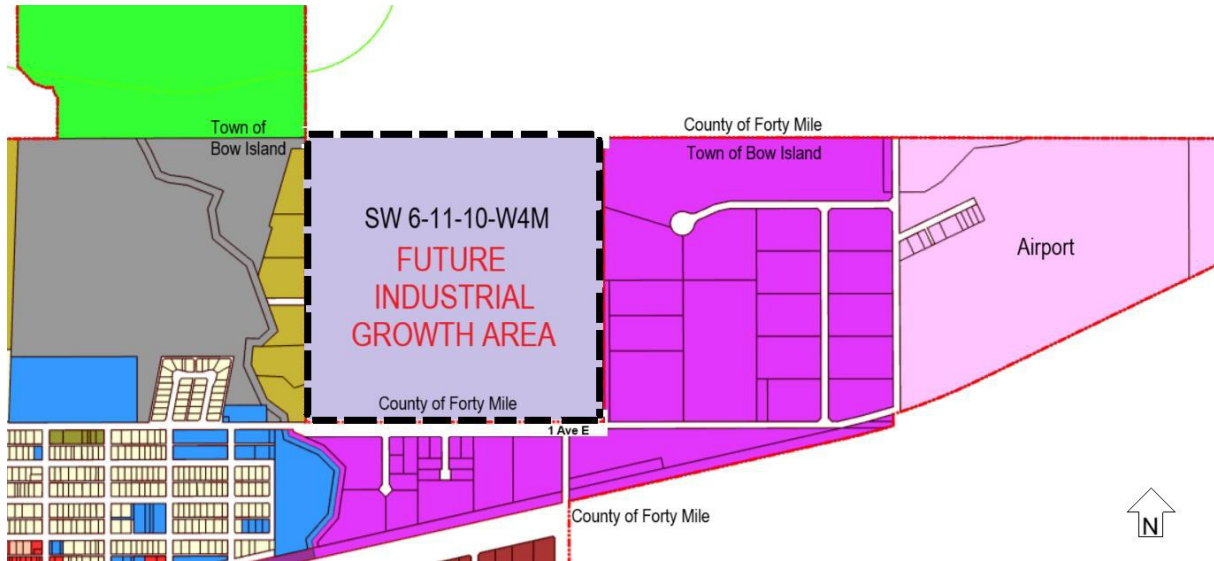 Town of
Bow Island
County of Forty Mile
Town of Bow Island
SW 6-11-10-W4M
FUTURE
INDUSTRIAL
GROWTH AREA
Airport
County of Forty Mile
1 Ave E
County of Forty Mile
N